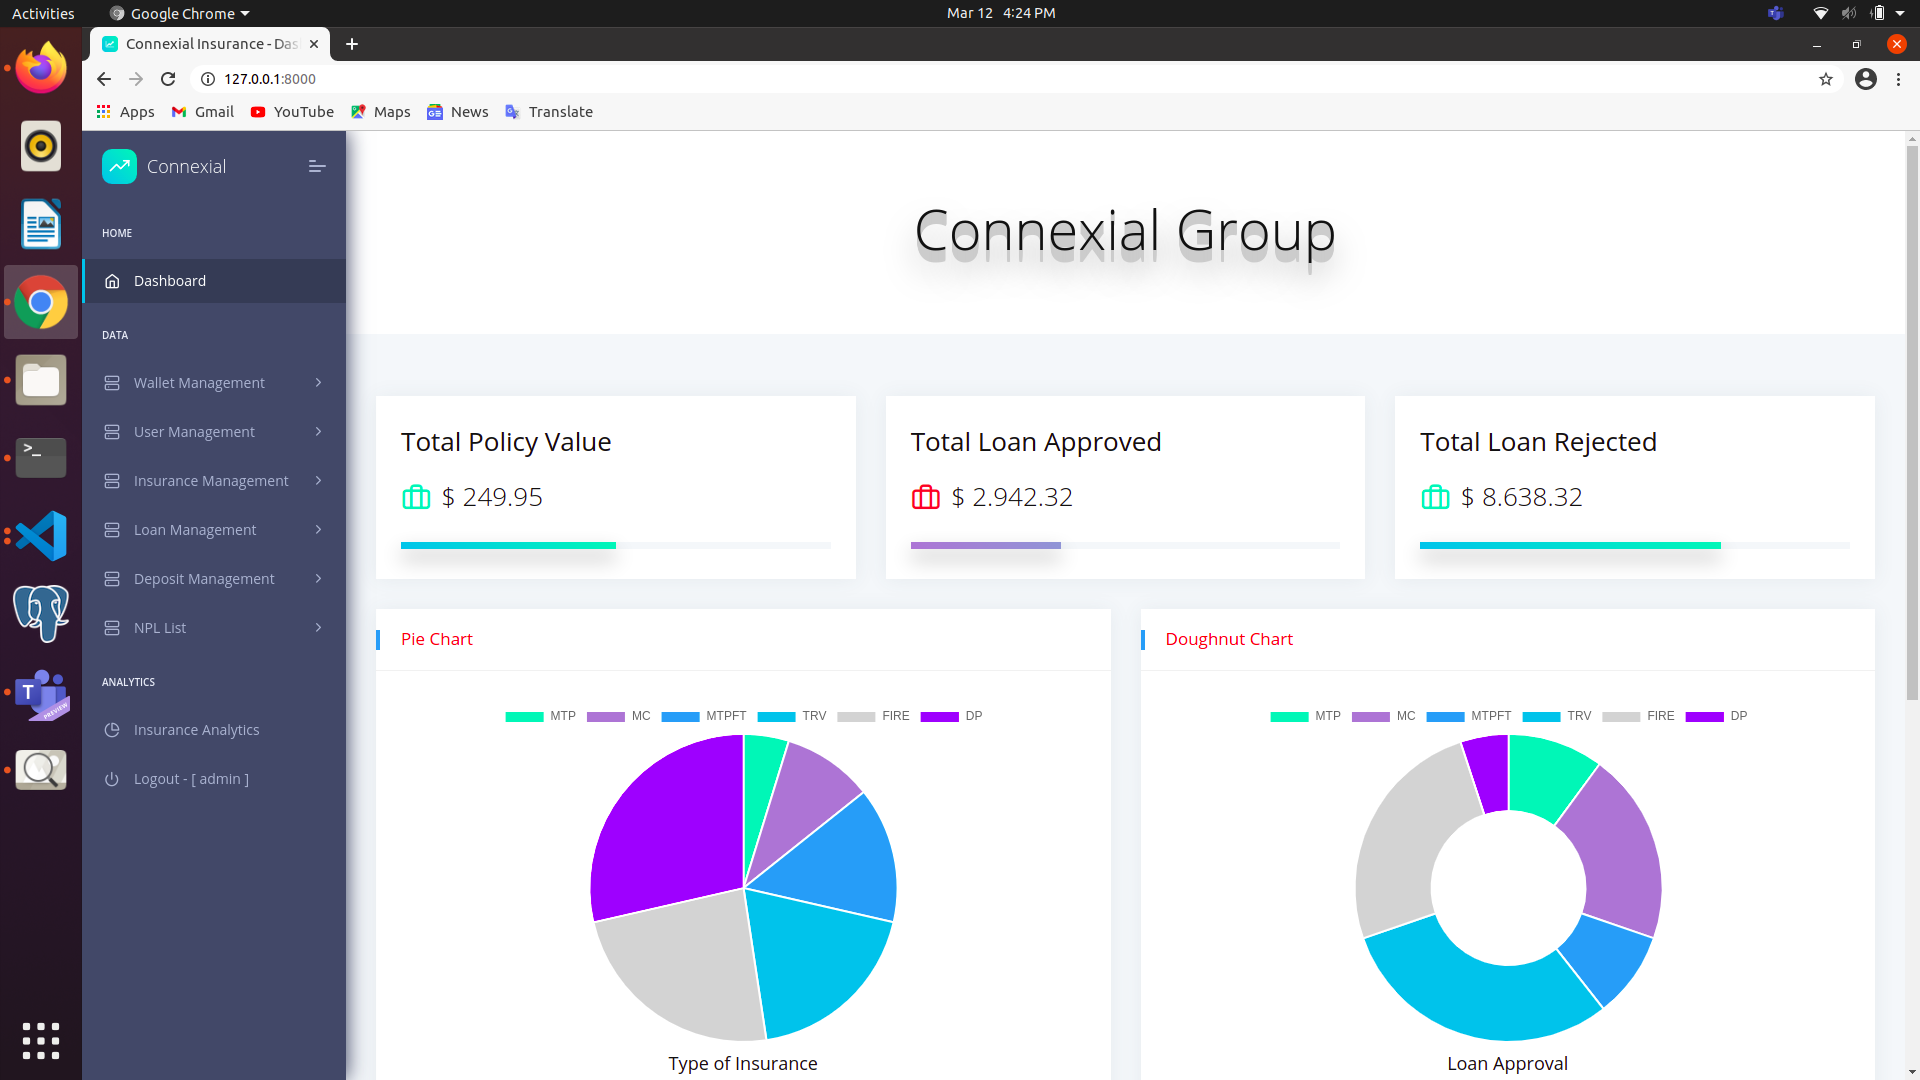 Activities
Google Chrome
Mar 12 4:24 PM
Connexial Insurance - Das
127.0.0.1:8000
Apps
Gmail
YouTube
Maps
News
Translate
Connexial
HOME
Dashboard
DATA
Wallet Management
User Management
Insurance Management
Loan Management
Deposit Management
NPL List
ANALYTICS
Insurance Analytics
Logout - [ admin ]
Connexial Group
Total Policy Value
$ 249.95
Total Loan Approved
$ 2.942.32
Total Loan Rejected
$ 8.638.32
Pie Chart
MTP MC MTPFT TRV FIRE DP
Type of Insurance
Doughnut Chart
MTP MC MTPFT TRV FIRE DP
Loan Approval
>_
T
PREVIEW